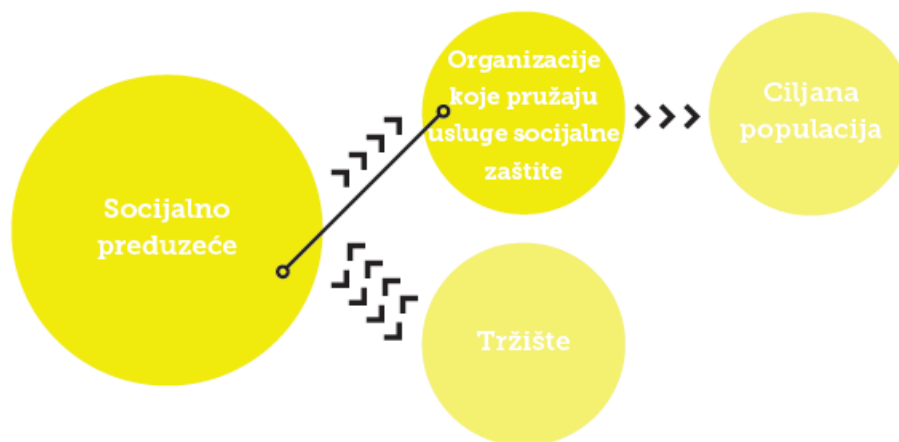 Organizacije
koje pružaju
usluge socijalne
zaštite
Ciljana
populacija
Socijalno
preduzeće
Tržište